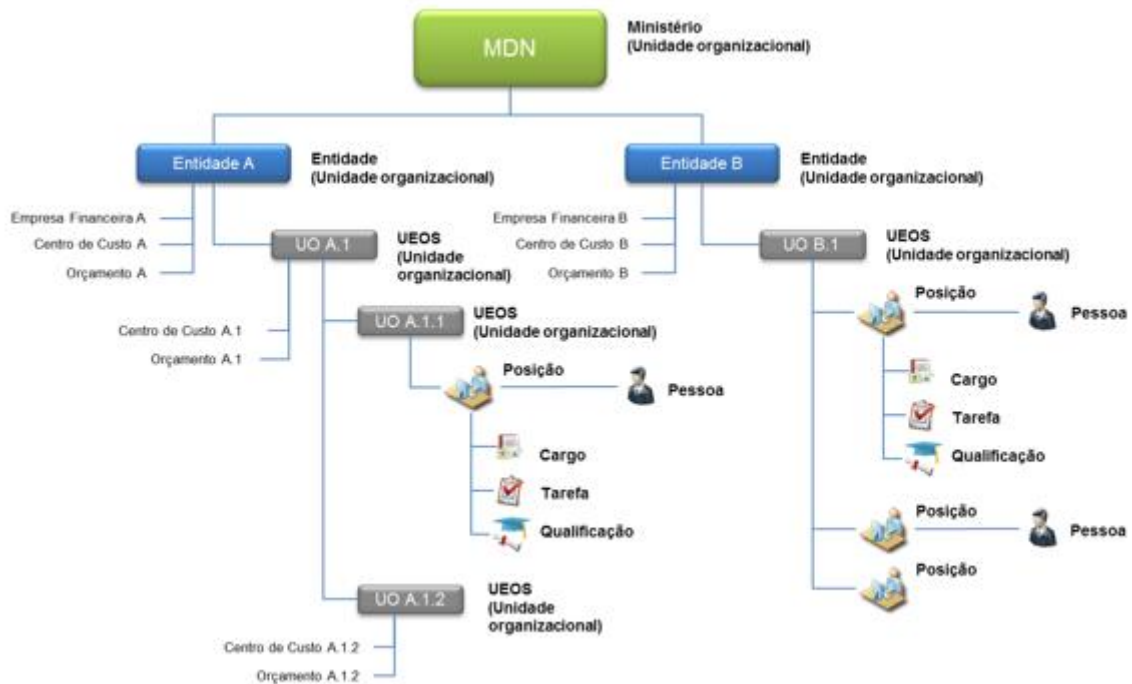 MDN
Ministério
(Unidade organizacional)
Entidade A
Entidade
(Unidade organizacional)
Entidade B
Entidade
(Unidade organizacional)
Empresa Financeira A
Centro de Custo A
Orçamento A
UO A.1
UEOS
(Unidade
organizacional)
Empresa Financeira B
Centro de Custo B
Orçamento B
UO B.1
UEOS
(Unidade organizacional)
Centro de Custo A.1
Orçamento A.1
UO A.1.1
UEOS
(Unidade organizacional)
Posição
Pessoa
Cargo
Tarefa
Qualificação
Posição
Pessoa
Cargo
Tarefa
Qualificação
Posição
Pessoa
Posição
UO A.1.2
UEOS
(Unidade
organizacional)
Centro de Custo A.1.2
Orçamento A.1.2